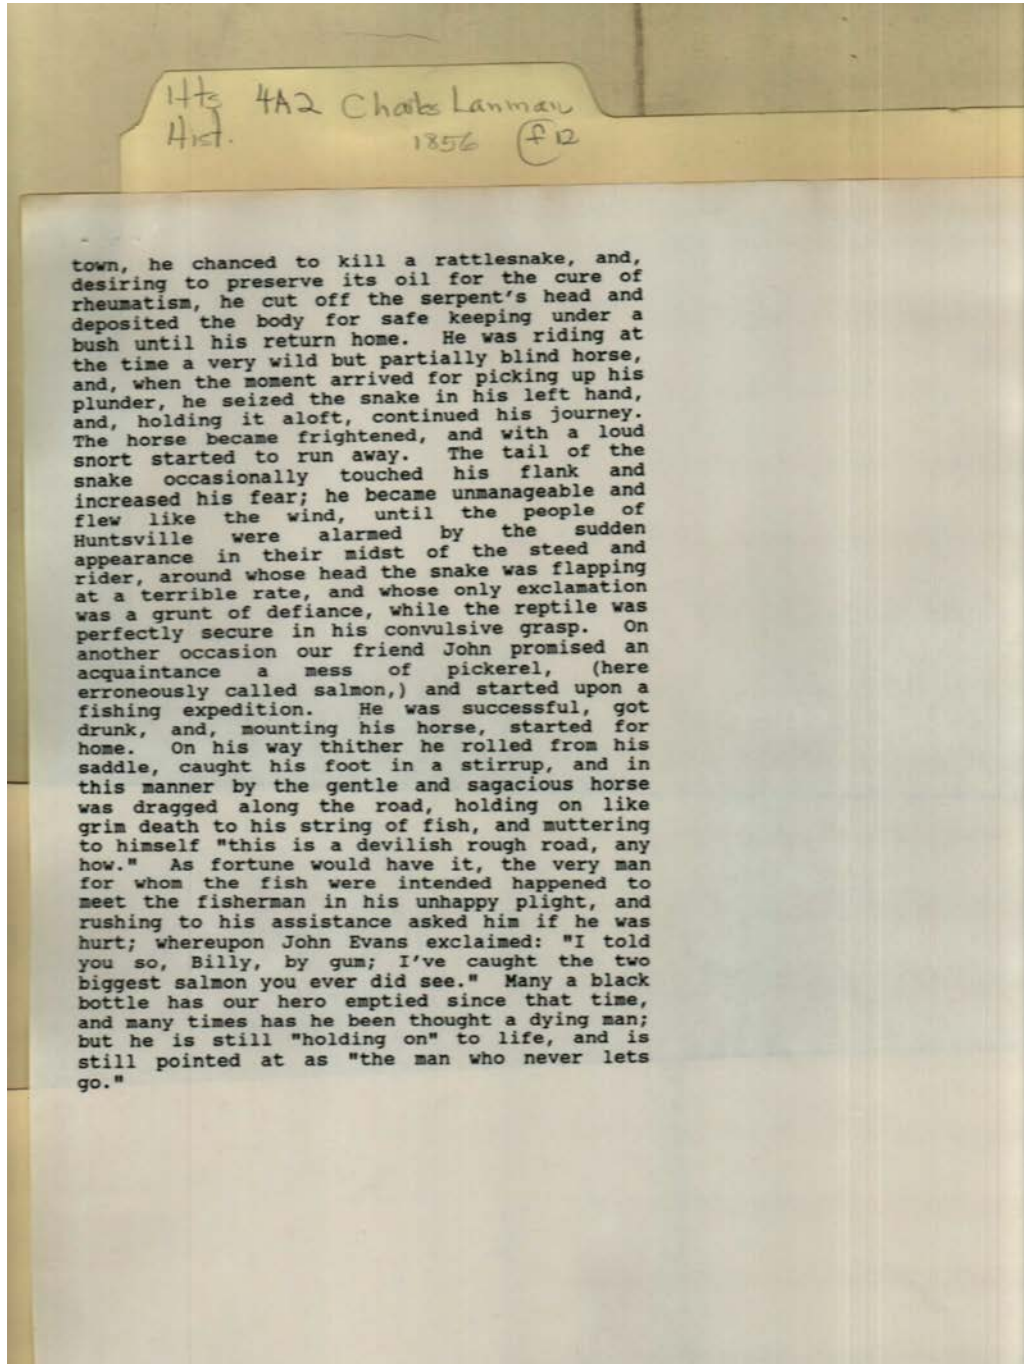 Hts 4A2 Charles Lanman
Hist. 1856 f 12
town, he chanced to kill a rattlesnake, and,
desiring to preserve its oil for the cure of
rheumatism, he cut off the serpent's head and
deposited the body for safe keeping under a
bush until his return home. He was riding at
the time a very wild but partially blind horse,
and, when the moment arrived for picking up his
plunder, he seized the snake in his left hand,
and, holding it aloft, continued his journey.
The horse became frightened, and with a loud
snort started to run away. The tail of the
snake occasionally touched his flank and
increased his fear; he became unmanageable and
flew like the wind, until the people of
Huntsville were alarmed by the sudden
appearance in their midst of the steed and
rider, around whose head the snake was flapping
at a terrible rate, and whose only exclamation
was a grunt of defiance, while the reptile was
perfectly secure in his convulsive grasp. On
another occasion our friend John promised an
acquaintance a mess of pickerel, (here
erroneously called salmon,) and started upon a
fishing expedition. He was successful, got
drunk, and, mounting his horse, started for
home. On his way thither he rolled from his
saddle, caught his foot in a stirrup, and in
this manner by the gentle and sagacious horse
was dragged along the road, holding on like
grim death to his string of fish, and muttering
to himself "this is a devilish rough road, any
how." As fortune would have it, the very man
for whom the fish were intended happened to
meet the fisherman in his unhappy plight, and
rushing to his assistance asked him if he was
hurt; whereupon John Evans exclaimed: "I told
you so, Billy, by gum; I've caught the two
biggest salmon you ever did see." Many a black
bottle has our hero emptied since that time,
and many times has he been thought a dying man;
but he is still "holding on" to life, and is
still pointed at as "the man who never lets
go."